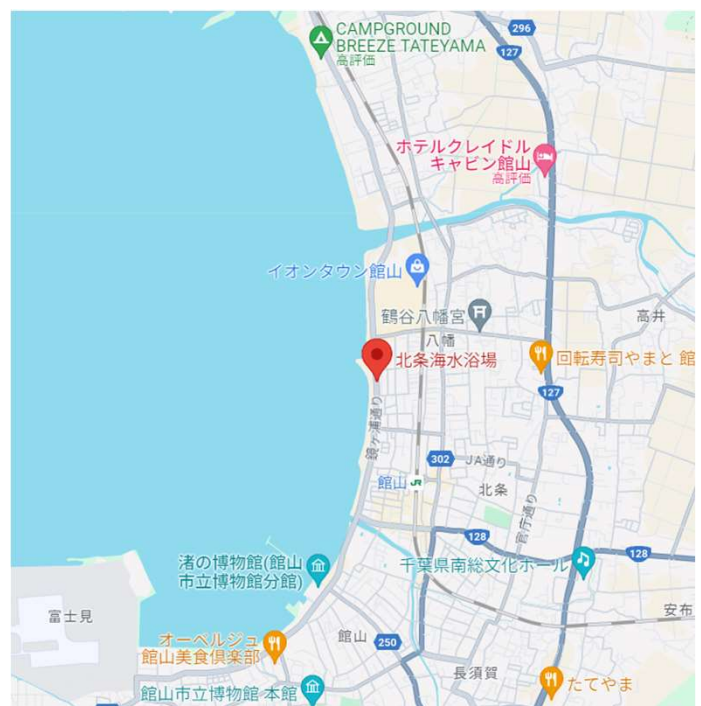 CAMPGROUND
BREEZE TATEYAMA
高評価
296
127
ホテルクレイドル
キャビン館山
高評価
イオンタウン館山
鶴谷八幡宮
高井
八幡
北条海水浴場
回転寿司やまと 館
127
鏡ヶ浦通り
302
JA通り
館山
JR
北条
官庁通り
128
128
渚の博物館(館山
市立博物館分館)
千葉県南総文化ホール
富士見
安布
館山
250
オーベルジュ
館山美食倶楽部
長須賀
館山市立博物館 本館
たてやま